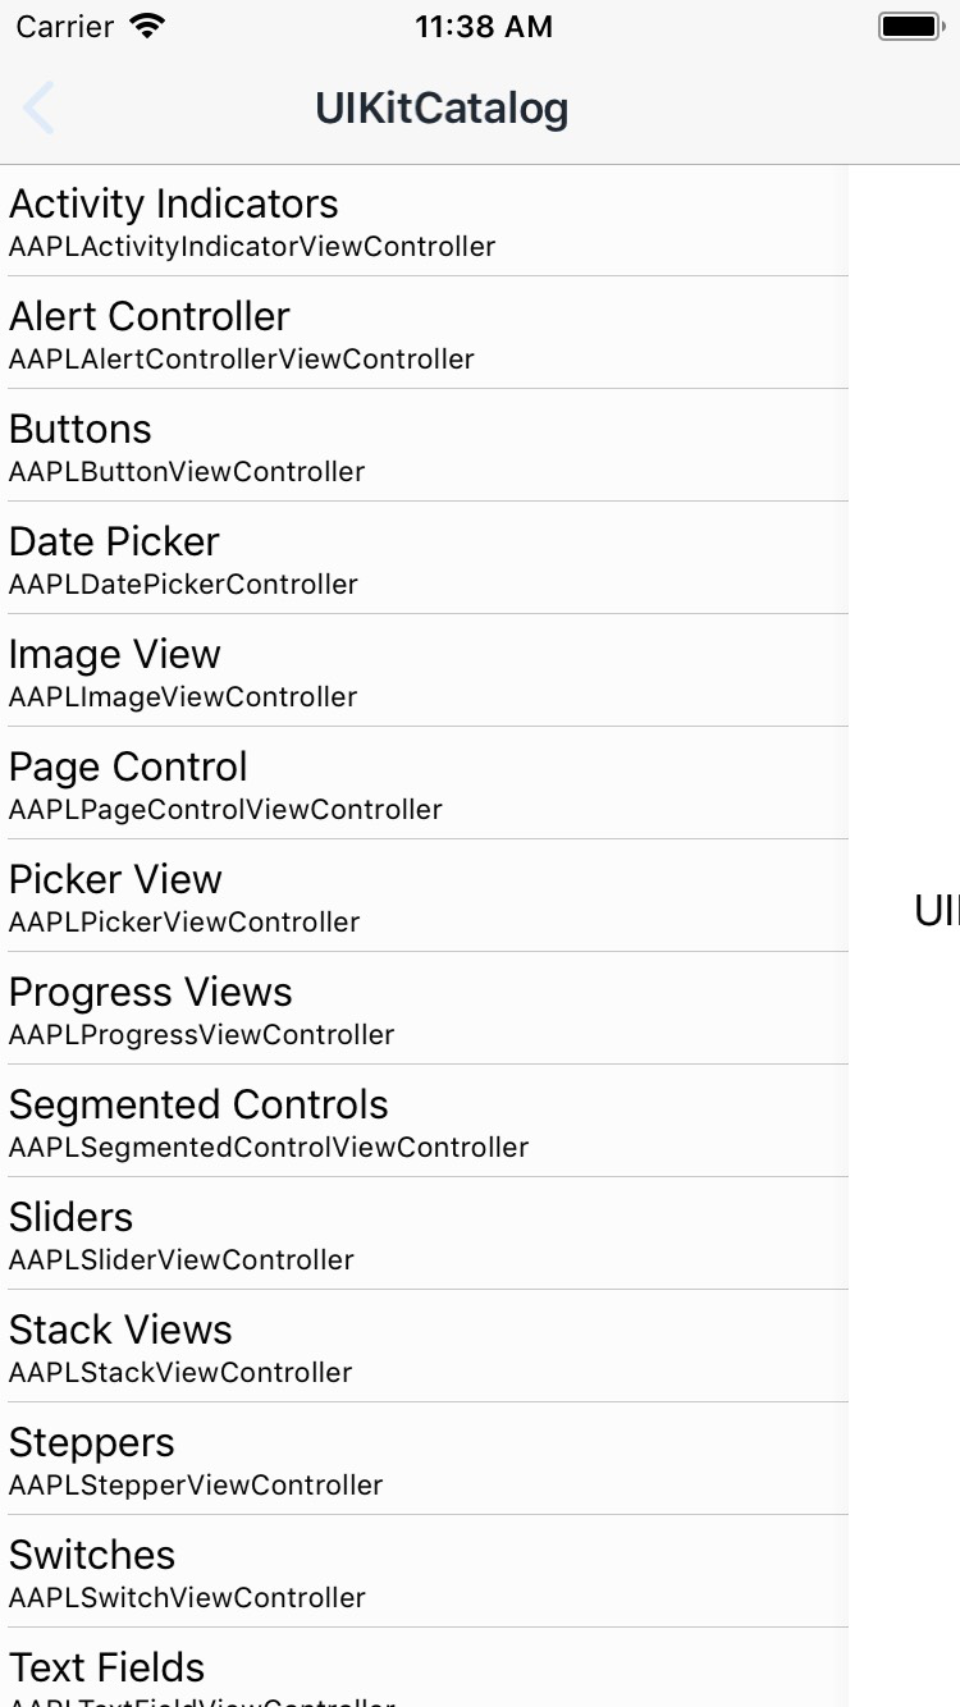 Carrier 11:38 AM
UIKitCatalog
Activity Indicators
AAPLActivityIndicatorViewController
Alert Controller
AAPLAlertControllerViewController
Buttons
AAPLButtonViewController
Date Picker
AAPLDatePickerController
Image View
AAPLImageViewController
Page Control
AAPLPageControlViewController
Picker View
AAPLPickerViewController
UI
Progress Views
AAPLProgressViewController
Segmented Controls
AAPLSegmentedControlViewController
Sliders
AAPLSliderViewController
Stack Views
AAPLStackViewController
Steppers
AAPLStepperViewController
Switches
AAPLSwitchViewController
Text Fields
AAPLTextFieldViewController